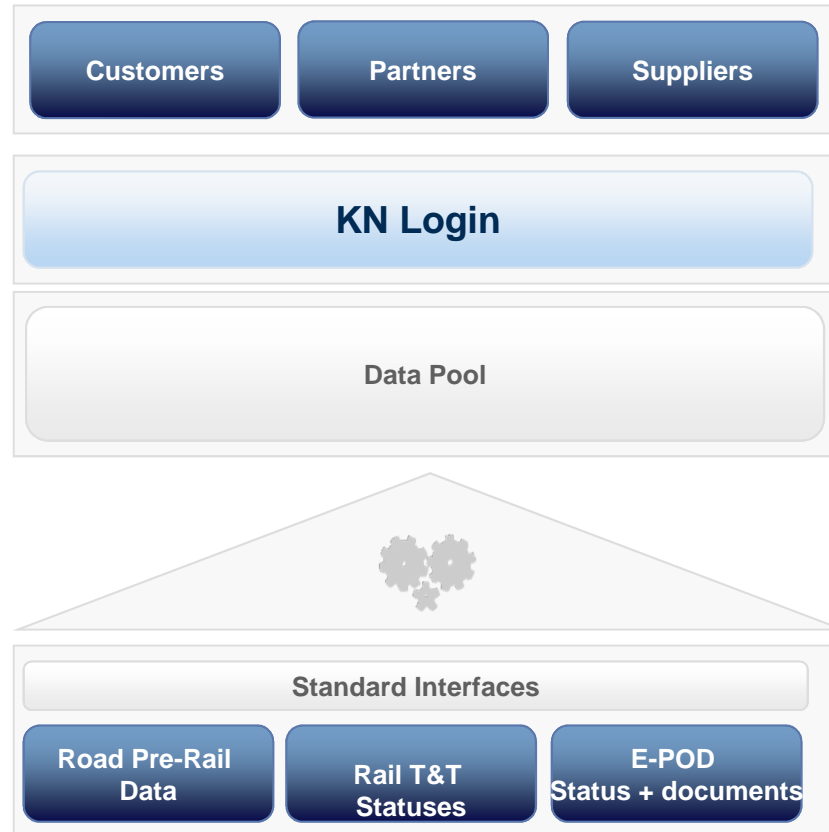 Customers
Partners
Suppliers
KN Login
Data Pool
Standard Interfaces
Road Pre-Rail
Data
Rail T&T
Statuses
E-POD
Status + documents